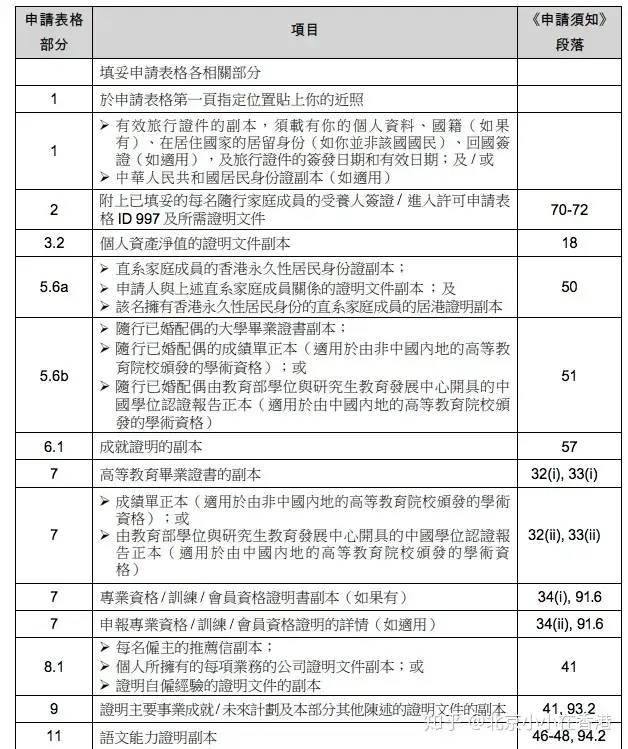 申請表格
部分
項目
《申請須知》
段落
填妥申請表格各相關部分
1
於申請表格第一頁指定位置貼上你的近照
1
➢ 有效旅行證件的副本，須載有你的個人資料、國籍（如果
有）、在居住國家的居留身份（如你並非該國國民）、回國簽
證（如適用），及旅行證件的簽發日期和有效日期；及 / 或
➢ 中華人民共和國居民身份證副本（如適用）
2
附上已填妥的每名隨行家庭成員的受養人簽證 / 進入許可申請表
格 ID 997 及所需證明文件
70-72
3.2
個人資產淨值的證明文件副本
18
5.6a
➢ 直系家庭成員的香港永久性居民身份證副本；
➢ 申請人與上述直系家庭成員關係的證明文件副本；及
➢ 該名擁有香港永久性居民身份的直系家庭成員的居港證明副本
50
5.6b
➢ 隨行已婚配偶的大學畢業證書副本；
➢ 隨行已婚配偶的成績單正本（適用於由非中國內地的高等教
育院校頒發的學術資格）；或
➢ 隨行已婚配偶由教育部學位與研究生教育發展中心開具的中
國學位認證報告正本（適用於由中國內地的高等教育院校頒
發的學術資格）
51
6.1
成就證明的副本
57
7
高等教育畢業證書的副本
32(i), 33(i)
7
➢ 成績單正本（適用於由非中國內地的高等教育院校頒發的學術
資格）；或
➢ 由教育部學位與研究生教育發展中心開具的中國學位認證報
告正本（適用於由中國內地的高等教育院校頒發的學術資
格）
32(ii), 33(ii)
7
專業資格 / 訓練 / 會員資格證明書副本（如果有）
34(i), 91.6
7
申報專業資格 / 訓練 / 會員資格證明的詳情（如適用）
34(ii), 91.6
8.1
➢ 每名僱主的推薦信副本；
➢ 個人所擁有的每項業務的公司證明文件副本；或
➢ 證明自僱經驗的證明文件的副本
41
9
證明主要事業成就 / 未來計劃及本部分其他陳述的文件的副本
41, 93.2
11
語文能力證明副本
46-48, 94.2
知乎 @北京小小在香港